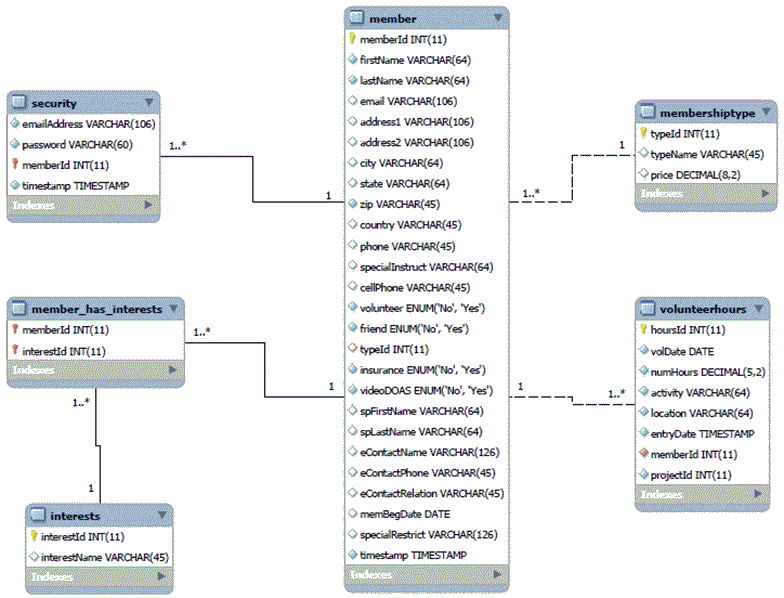 security
emailAddress VARCHAR(106)
password VARCHAR(60)
memberId INT(11)
timestamp TIMESTAMP
Indexes
1..*
1
member_has_interests
memberId INT(11)
interestId INT(11)
Indexes
1..*
1
1..*
1
interests
interestId INT(11)
interestName VARCHAR(45)
Indexes
member
memberId INT(11)
firstName VARCHAR(64)
lastName VARCHAR(64)
email VARCHAR(106)
address1 VARCHAR(106)
address2 VARCHAR(106)
city VARCHAR(64)
state VARCHAR(64)
zip VARCHAR(45)
country VARCHAR(45)
phone VARCHAR(45)
specialInstruct VARCHAR(64)
cellPhone VARCHAR(45)
volunteer ENUM('No', 'Yes')
friend ENUM('No', 'Yes')
typeId INT(11)
insurance ENUM('No', 'Yes')
videoDOAS ENUM('No', 'Yes')
spFirstName VARCHAR(64)
spLastName VARCHAR(64)
eContactName VARCHAR(126)
eContactPhone VARCHAR(45)
eContactRelation VARCHAR(45)
memBegDate DATE
specialRestrict VARCHAR(126)
timestamp TIMESTAMP
Indexes
1
1..*
membershiptype
typeId INT(11)
typeName VARCHAR(45)
price DECIMAL(8,2)
Indexes
1
1..*
volunteerhours
hoursId INT(11)
volDate DATE
numHours DECIMAL(5,2)
activity VARCHAR(64)
location VARCHAR(64)
entryDate TIMESTAMP
memberId INT(11)
projectId INT(11)
Indexes